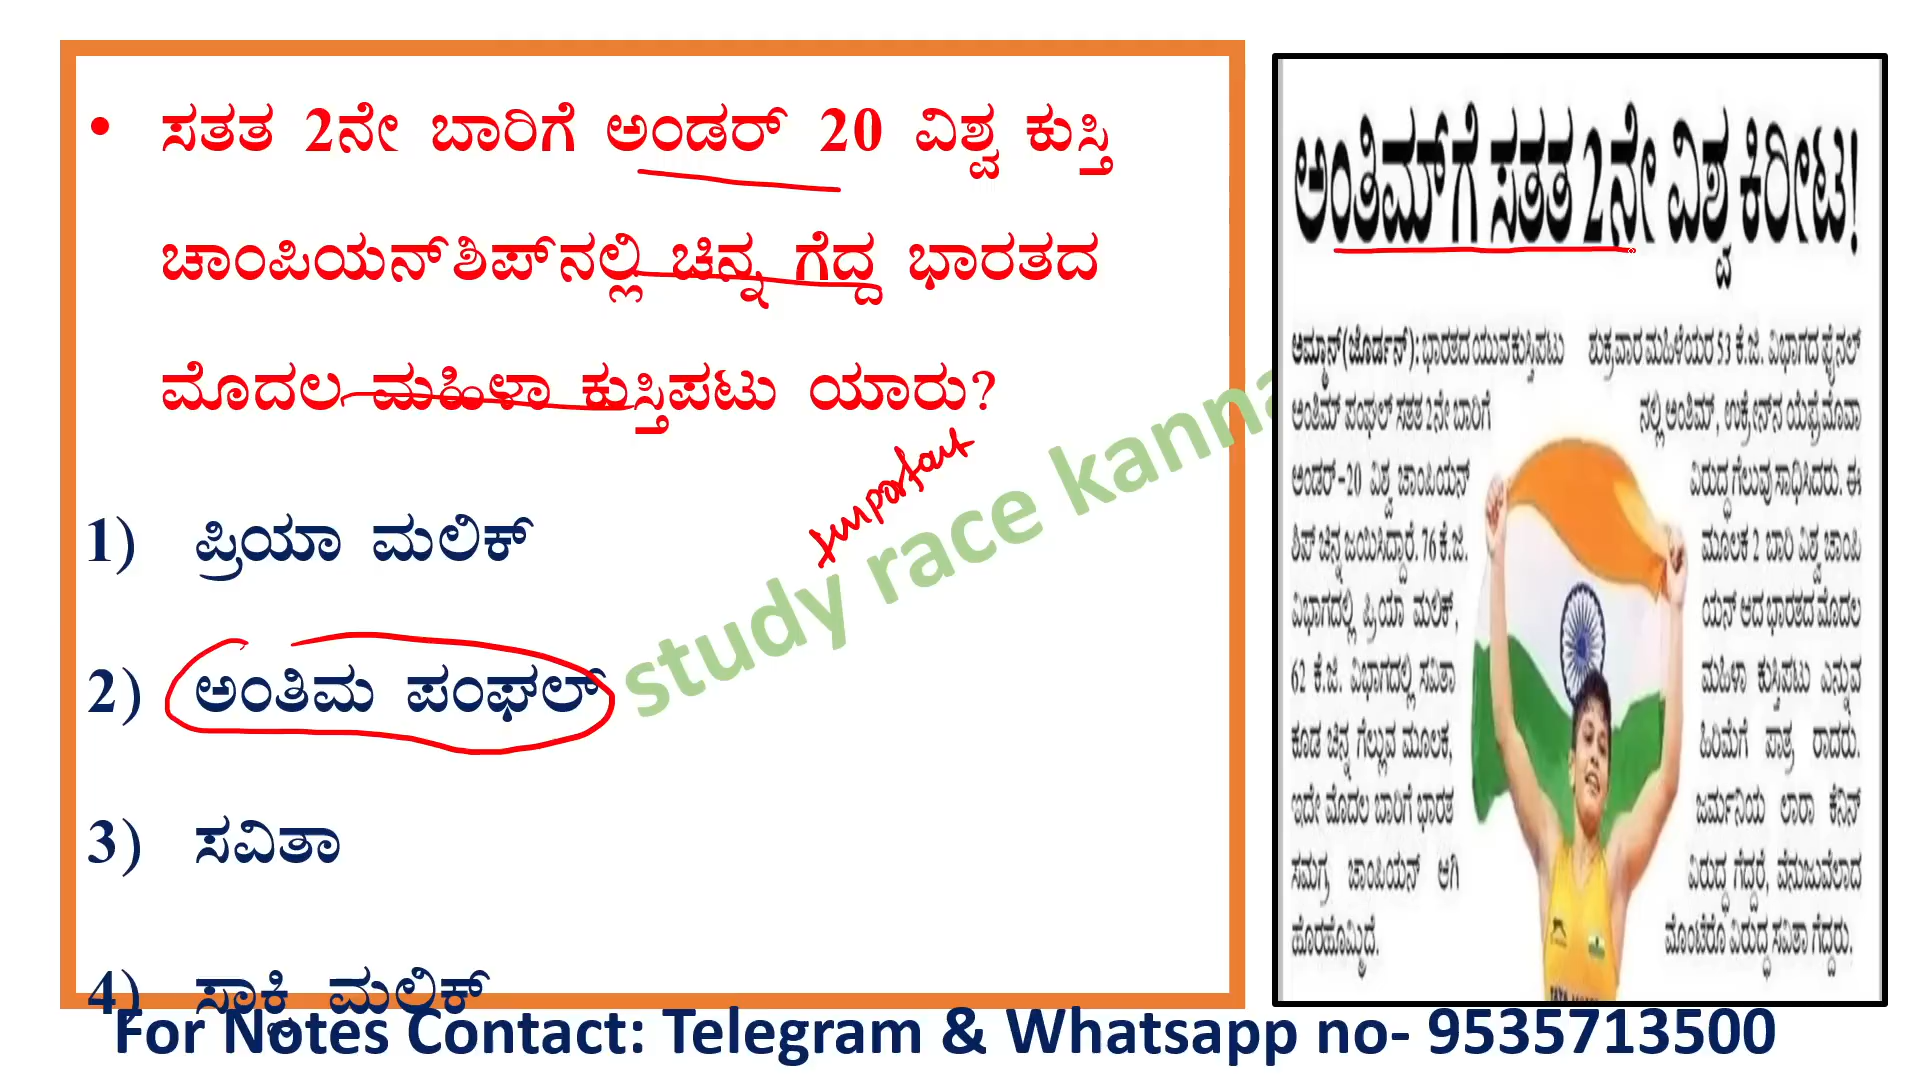 • ಸತತ 2ನೇ ಬಾರಿಗೆ ಅಂಡರ್ 20 ವಿಶ್ವ ಕುಸ್ತಿ
ಚಾಂಪಿಯನ್‌ಶಿಪ್‌ನಲ್ಲಿ ಚಿನ್ನ ಗೆದ್ದ ಭಾರತದ
ಮೊದಲ ಮಹಿಳಾ ಕುಸ್ತಿಪಟು ಯಾರು?
important
1) ಪ್ರಿಯಾ ಮಲಿಕ್
2) ಅಂತಿಮ ಪಂಘಲ್
3) ಸವಿತಾ
4) ಸಾಕ್ಷಿ ಮಲಿಕ್
study race kanna
ಅಂತಿಮ್‌ಗೆ ಸತತ 2ನೇ ವಿಶ್ವ ಕಿರೀಟ!
ಅಮ್ಮಾನ್(ಜೋರ್ಡನ್): ಭಾರತದ ಯುವ ಕುಸ್ತಿಪಟು
ಅಂತಿಮ್ ಪಂಘಲ್ ಸತತ 2ನೇ ಬಾರಿಗೆ
ಅಂಡರ್-20 ವಿಶ್ವ ಚಾಂಪಿಯನ್
ಶಿಪ್ ಚಿನ್ನ ಜಯಿಸಿದ್ದಾರೆ. 76 ಕೆ.ಜಿ.
ವಿಭಾಗದಲ್ಲಿ ಪ್ರಿಯಾ ಮಲಿಕ್,
62 ಕೆ.ಜಿ. ವಿಭಾಗದಲ್ಲಿ ಸವಿತಾ
ಕೂಡ ಚಿನ್ನ ಗೆಲ್ಲುವ ಮೂಲಕ,
ಇದೇ ಮೊದಲ ಬಾರಿಗೆ ಭಾರತ
ಸಮಗ್ರ ಚಾಂಪಿಯನ್ ಆಗಿ
ಹೊರಹೊಮ್ಮಿದೆ.
ಶುಕ್ರವಾರ ಮಹಿಳೆಯರ 53 ಕೆ.ಜಿ. ವಿಭಾಗದ ಫೈನಲ್
ನಲ್ಲಿ ಅಂತಿಮ್, ಉಕ್ರೇನ್‌ನ ಯೆಫ್ರೆಮೊವಾ
ವಿರುದ್ಧ ಗೆಲುವು ಸಾಧಿಸಿದರು. ಈ
ಮೂಲಕ 2 ಬಾರಿ ವಿಶ್ವ ಚಾಂಪಿ
ಯನ್ ಆದ ಭಾರತದ ಮೊದಲ
ಮಹಿಳಾ ಕುಸ್ತಿಪಟು ಎನ್ನುವ
ಹಿರಿಮೆಗೆ ಪಾತ್ರ ರಾದರು.
ಜರ್ಮನಿಯ ಲಾರಾ ಕೆನಿನ್
ವಿರುದ್ಧ ಗೆದ್ದರೆ, ವೆನುಜುವೆಲಾದ
ಮೊಂಟೆರೊ ವಿರುದ್ಧ ಸವಿತಾ ಗೆದ್ದರು.
For Notes Contact: Telegram & Whatsapp no- 9535713500